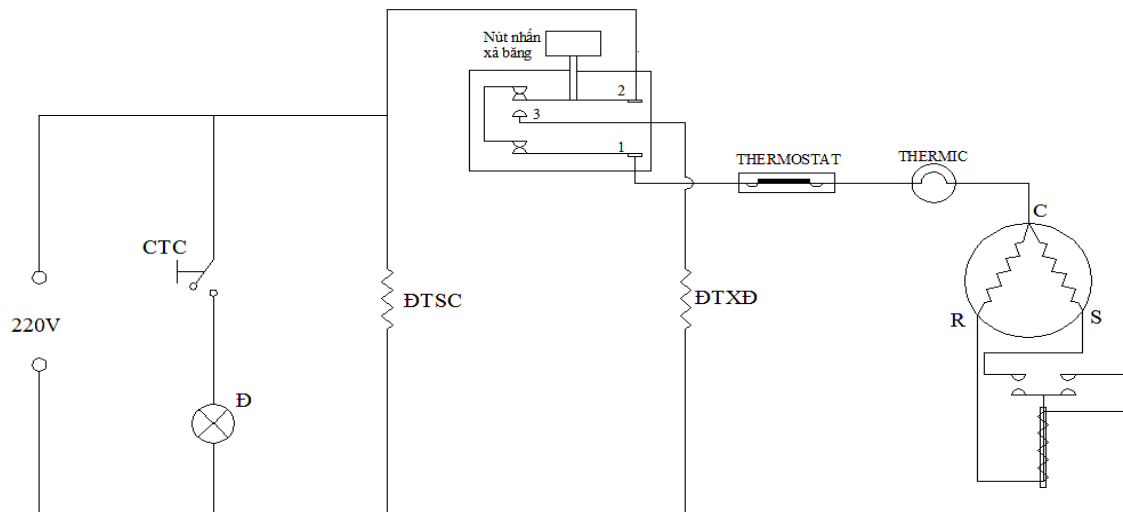 Nút nhấn
xả băng
2
3
1
THERMOSTAT
THERMIC
C
CTC
ĐTSC
ĐTXĐ
220V
R
S
Đ